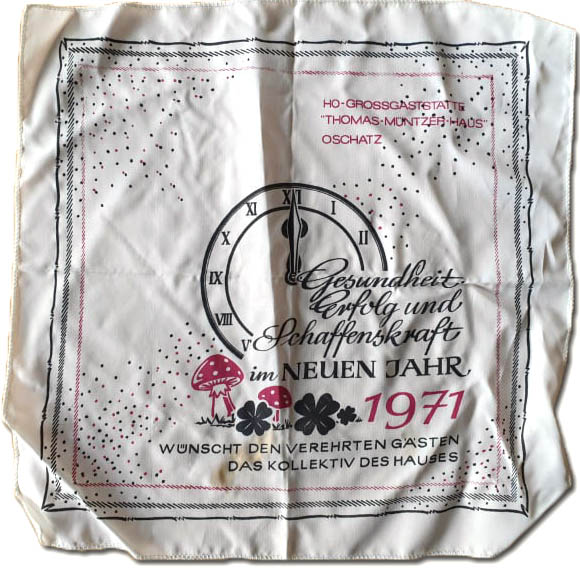 HO-GROSSGASTSTÄTTE
"THOMAS-MÜNTZER-HAUS"
OSCHATZ
XII
XI I
X II
IX
VIII
V
Gesundheit
Erfolg und
Schaffenskraft
im NEUEN JAHR
1971
WÜNSCHT DEN VEREHRTEN GÄSTEN
DAS KOLLEKTIV DES HAUSES